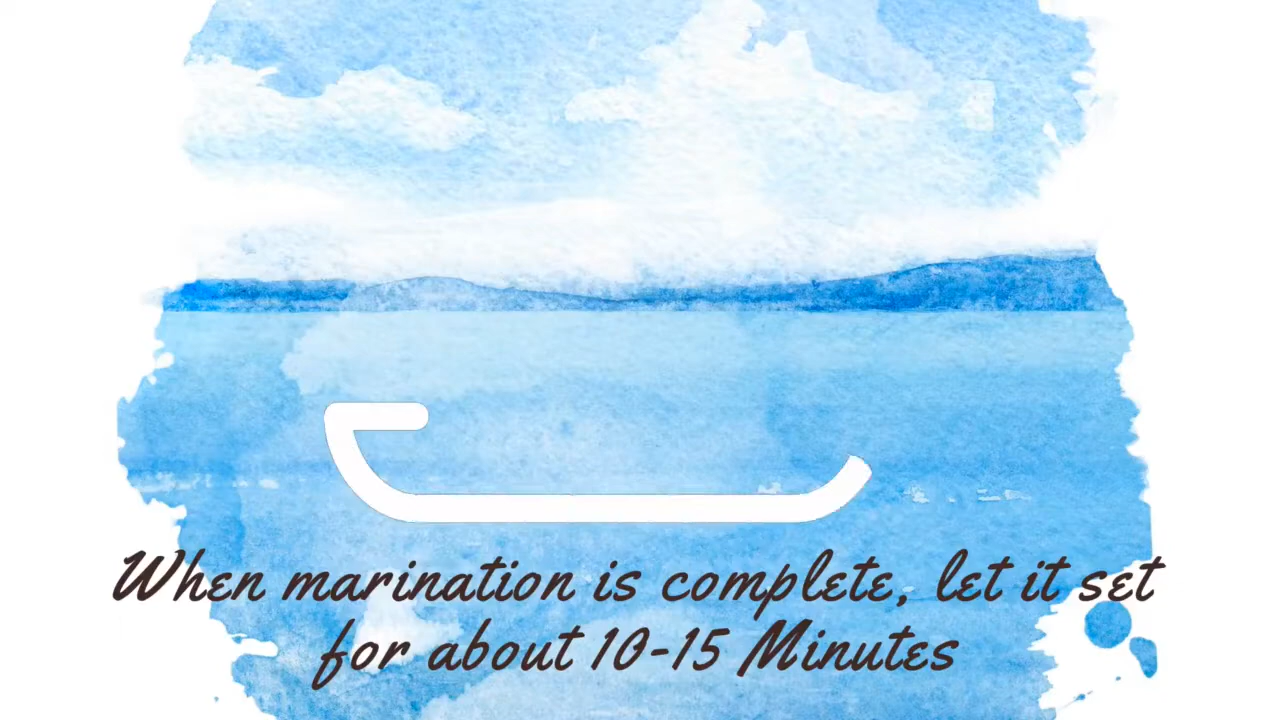 When marination is complete, let it set
for about 10-15 Minutes